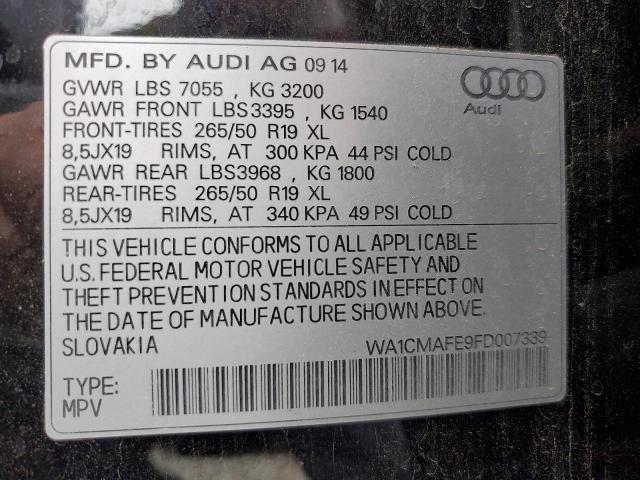 MFD. BY AUDI AG 09 14
GVWR LBS 7055 , KG 3200
GAWR FRONT LBS3395 , KG 1540
FRONT-TIRES 265/50 R19 XL
8,5JX19 RIMS, AT 300 KPA 44 PSI COLD
GAWR REAR LBS3968 , KG 1800
REAR-TIRES 265/50 R19 XL
8,5JX19 RIMS, AT 340 KPA 49 PSI COLD
Audi
THIS VEHICLE CONFORMS TO ALL APPLICABLE
U.S. FEDERAL MOTOR VEHICLE SAFETY AND
THEFT PREVENTION STANDARDS IN EFFECT ON
THE DATE OF MANUFACTURE SHOWN ABOVE.
SLOVAKIA WA1CMAFE9FD007339
TYPE:
MPV